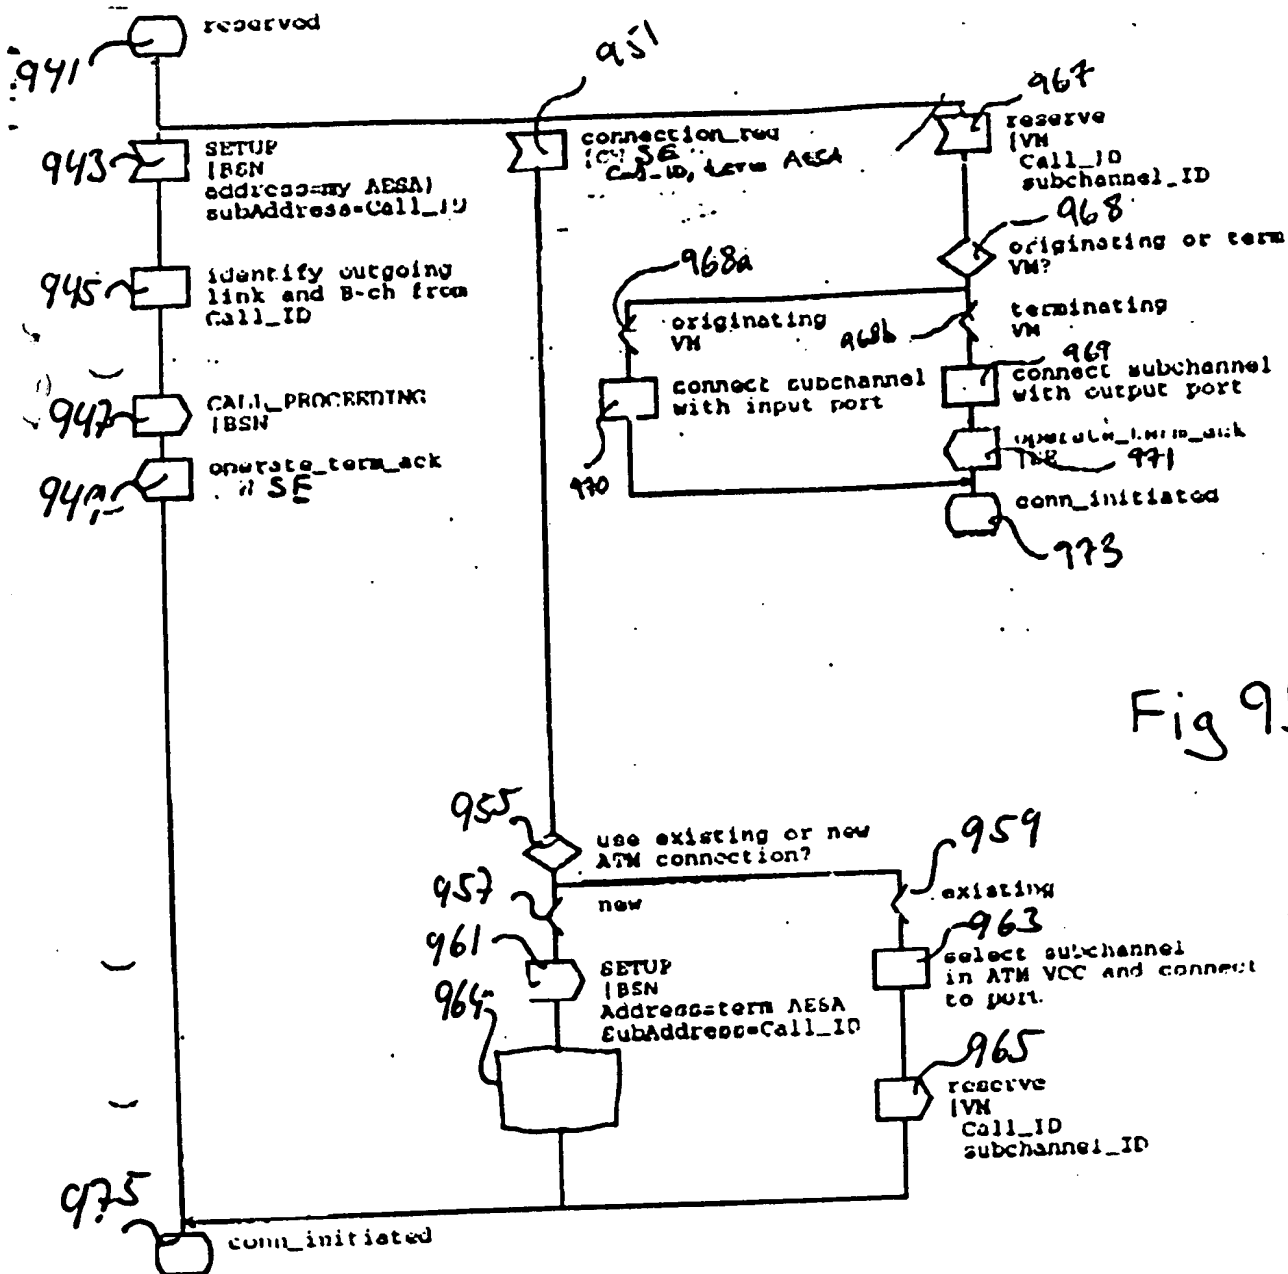 reserved
941
951
967
943
SETUP
[BSN
address=my AESA]
subAddress=Call_ID
connection_req
SE
Call_ID, term AESA
reserve
[VM
Call_ID
subchannel_ID
968
originating or term
VM?
945
identify outgoing
link and B-ch from
Call_ID
968a
originating
VM
968b
terminating
VM
969
connect subchannel
with output port
connect subchannel
with input port
947
CALL_PROCEEDING
[BSN
operate_term_ack
SE
970
operate_term_ack
971
conn_initiated
973
Fig 9
955
use existing or new
ATM connection?
959
957
new
existing
961
963
select subchannel
in ATM VCC and connect
to port.
SETUP
[BSN
Address=term AESA
SubAddress=Call_ID
964
965
reserve
[VM
Call_ID
subchannel_ID
975
conn_initiated